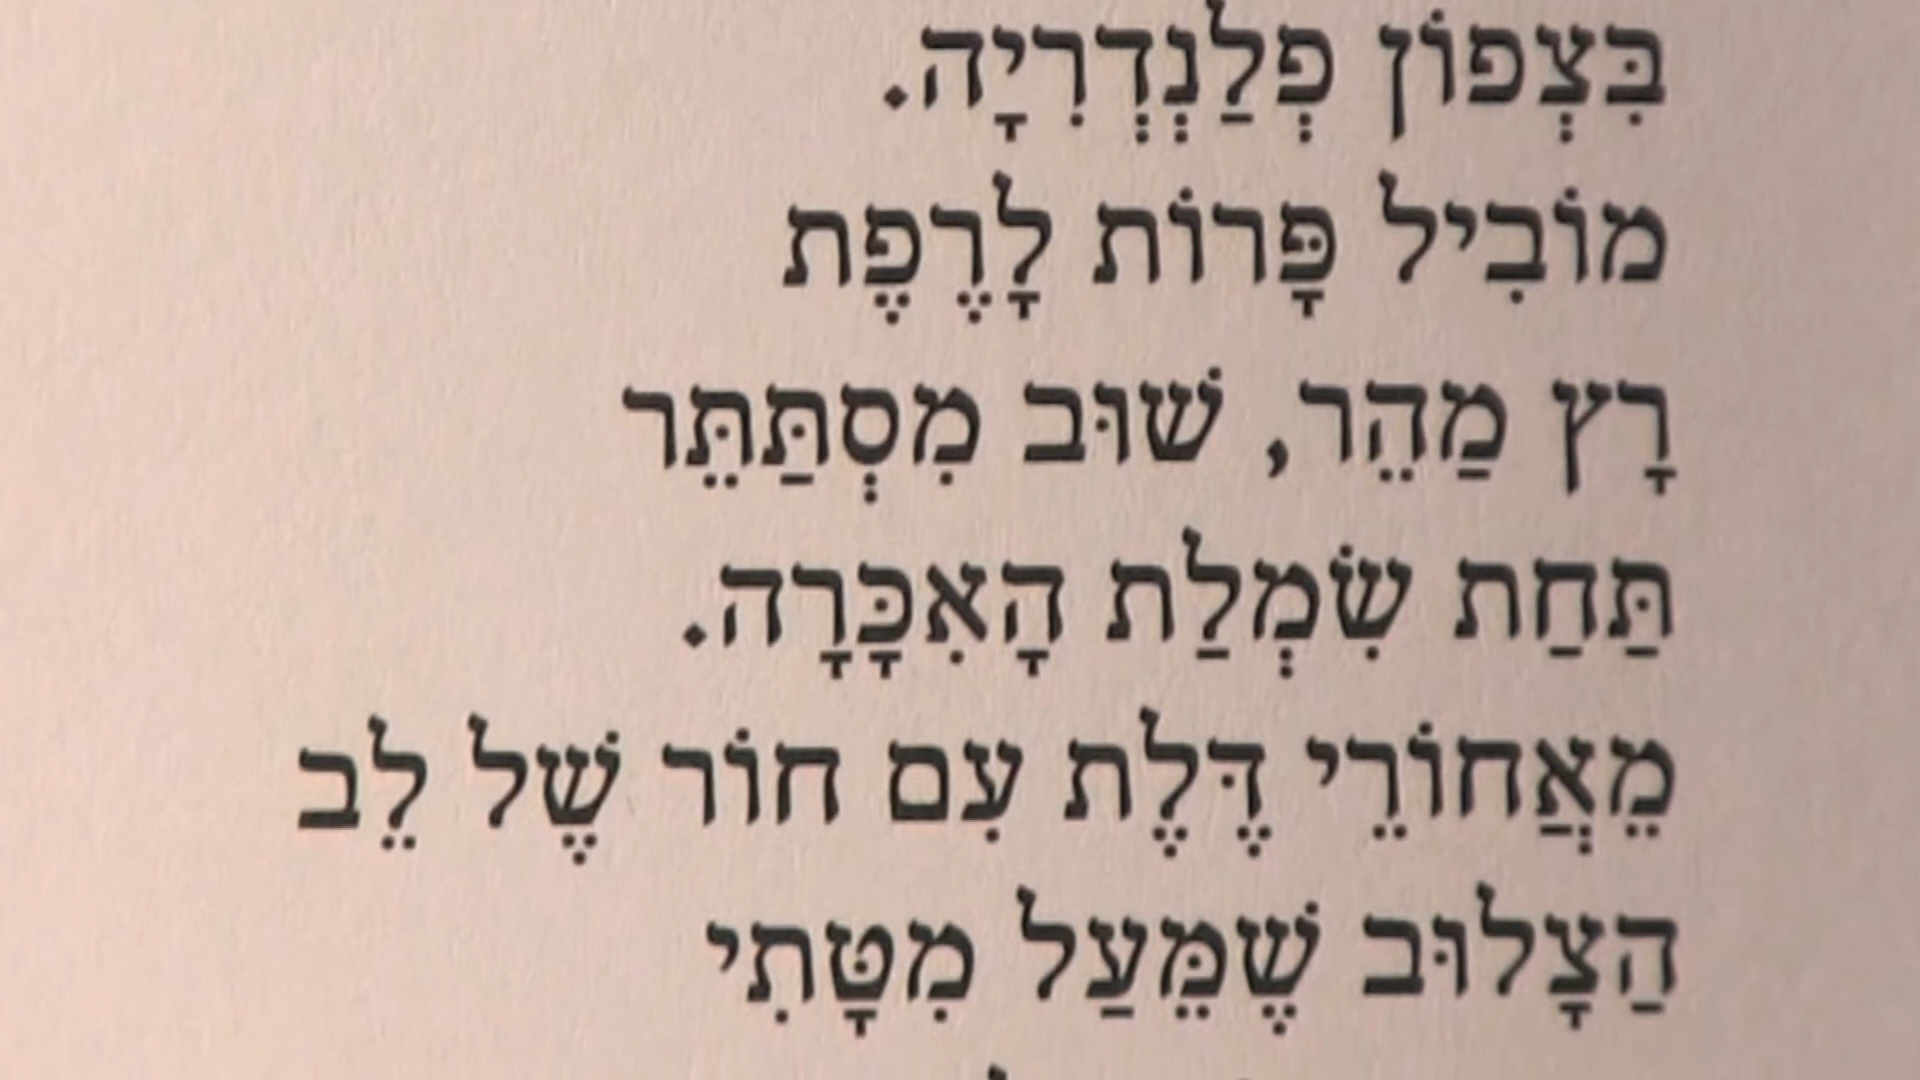 בִּצְפוֹן פְלַנְדְרִיָה.
מוֹבִיל פָּרוֹת לָרֶפֶת
רָץ מַהֵר, שׁוּב מִסְתַּתֵּר
תַּחַת שִׂמְלַת הָאִכָּרָה.
מֵאֲחוֹרֵי דֶּלֶת עִם חוֹר שֶׁל לֵב
הַצָלוּב שֶׁמֵּעַל מִטָּתִי